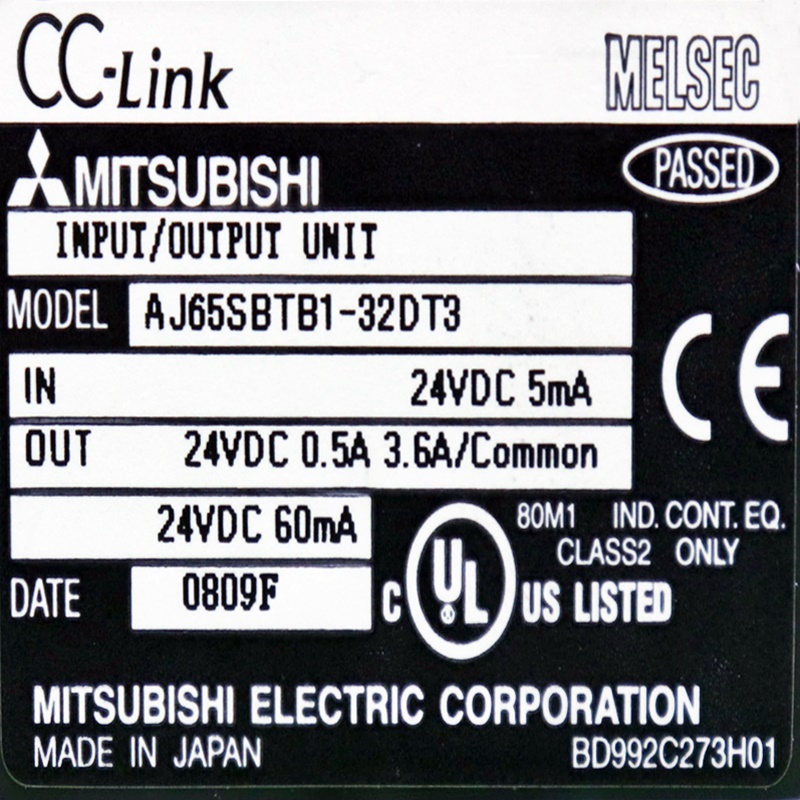 CC-Link MELSEC
MITSUBISHI PASSED
INPUT/OUTPUT UNIT
MODEL AJ65SBTB1-32DT3
CE
IN 24VDC 5mA
OUT 24VDC 0.5A 3.6A/Common
24VDC 60mA
80M1 IND. CONT. EQ.
CLASS2 ONLY
DATE 0809F
C UL US LISTED
MITSUBISHI ELECTRIC CORPORATION
MADE IN JAPAN BD992C273H01